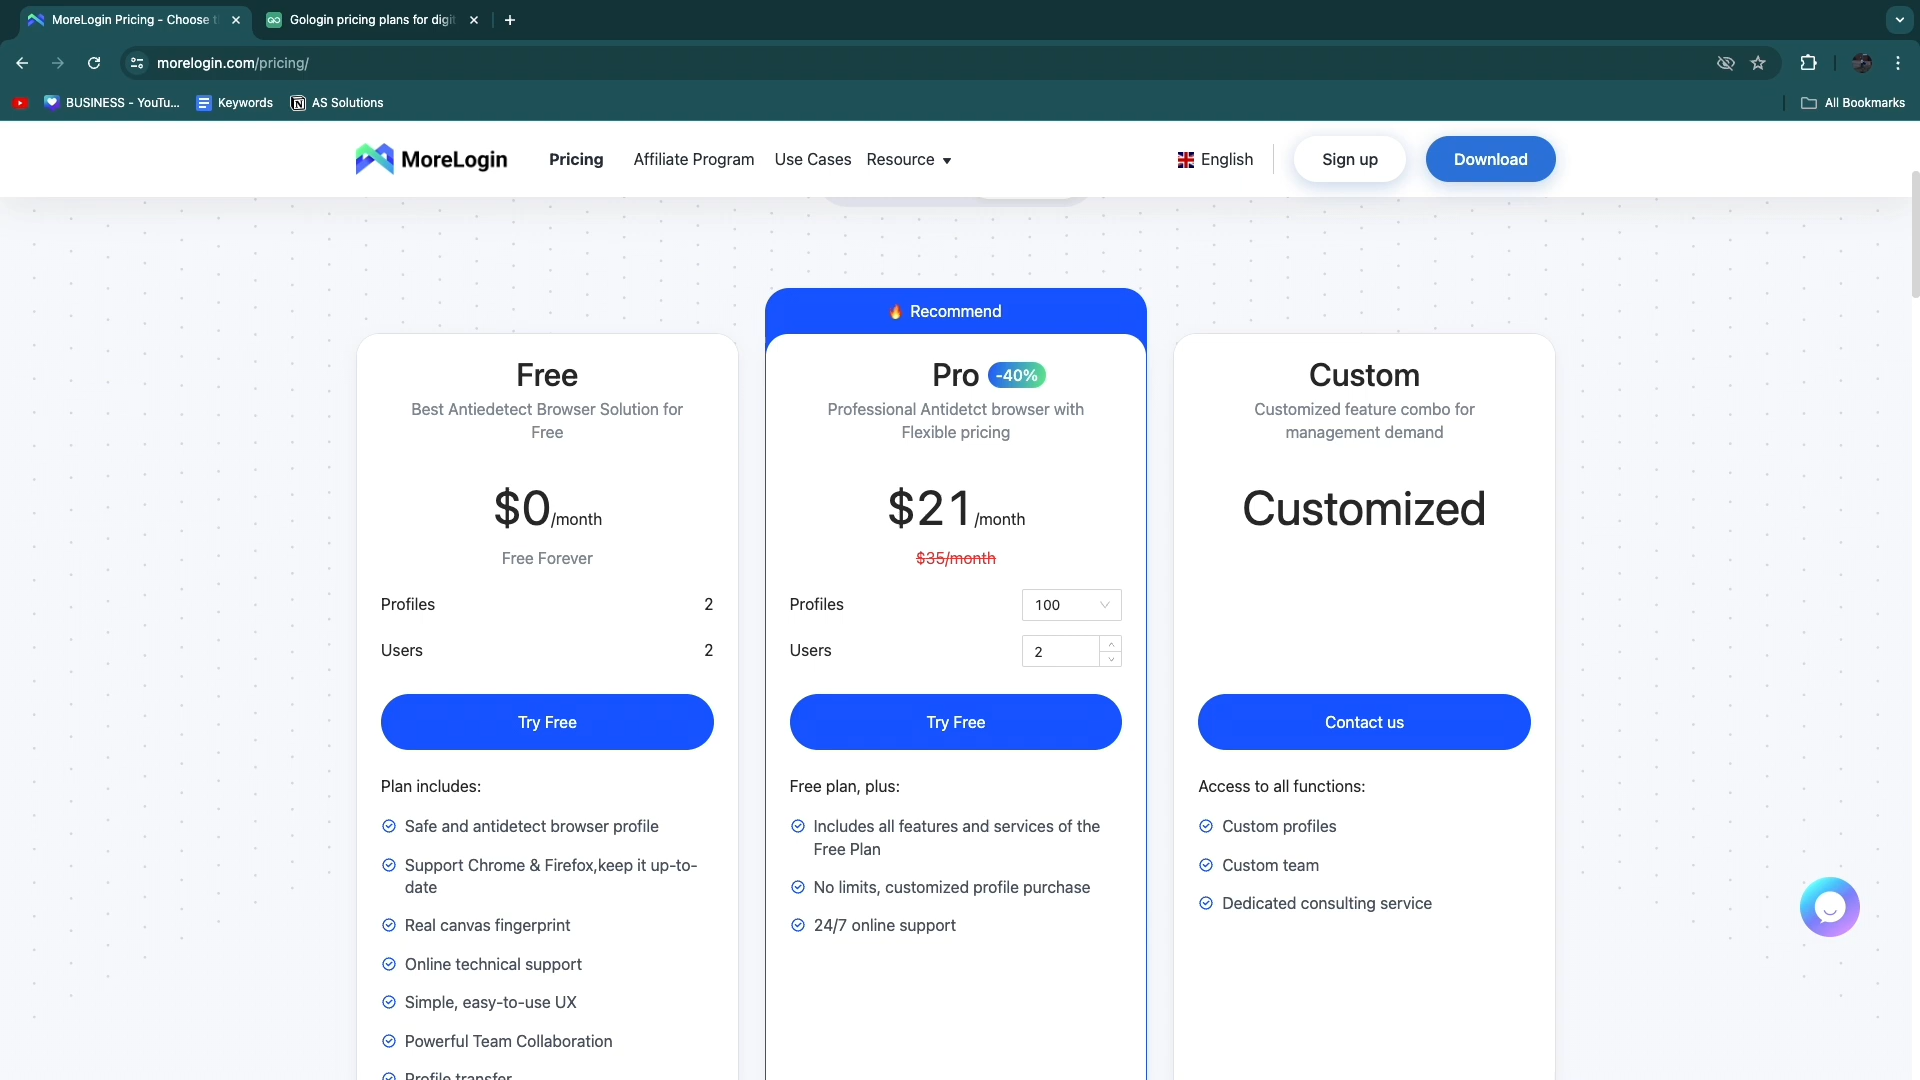 MoreLogin Pricing - Choose t
Gologin pricing plans for digit
morelogin.com/pricing/
BUSINESS - YouTu...
Keywords
AS Solutions
All Bookmarks
MoreLogin
Pricing
Affiliate Program
Use Cases
Resource
English
Sign up
Download
Recommend
Free
Best Antiedetect Browser Solution for
Free
$0/month
Free Forever
Profiles 2
Users 2
Try Free
Plan includes:
Safe and antidetect browser profile
Support Chrome & Firefox,keep it up-to-
date
Real canvas fingerprint
Online technical support
Simple, easy-to-use UX
Powerful Team Collaboration
Profile transfer
Pro -40%
Professional Antidetct browser with
Flexible pricing
$21/month
$35/month
Profiles 100
Users 2
Try Free
Free plan, plus:
Includes all features and services of the
Free Plan
No limits, customized profile purchase
24/7 online support
Custom
Customized feature combo for
management demand
Customized
Contact us
Access to all functions:
Custom profiles
Custom team
Dedicated consulting service